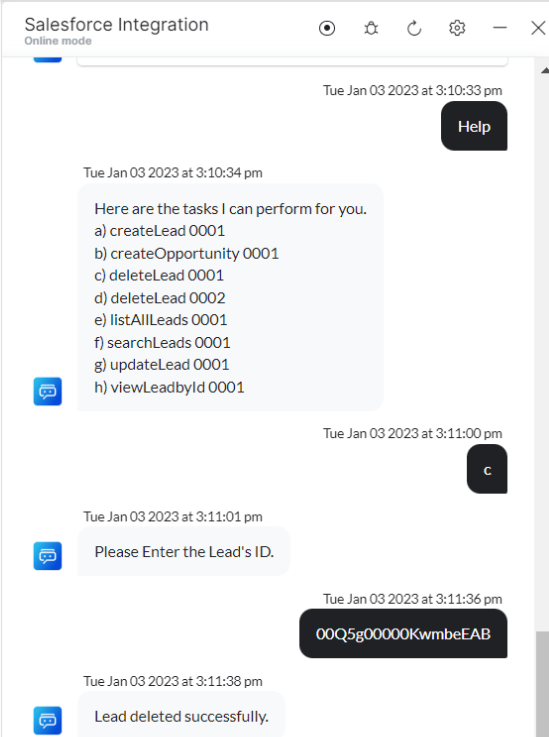 Salesforce Integration
Online mode
Tue Jan 03 2023 at 3:10:33 pm
Help
Tue Jan 03 2023 at 3:10:34 pm
Here are the tasks I can perform for you.
a) createLead 0001
b) createOpportunity 0001
c) deleteLead 0001
d) deleteLead 0002
e) listAllLeads 0001
f) searchLeads 0001
g) updateLead 0001
h) viewLeadbyId 0001
Tue Jan 03 2023 at 3:11:00 pm
c
Tue Jan 03 2023 at 3:11:01 pm
Please Enter the Lead's ID.
Tue Jan 03 2023 at 3:11:36 pm
00Q5g00000KwmbeEAB
Tue Jan 03 2023 at 3:11:38 pm
Lead deleted successfully.